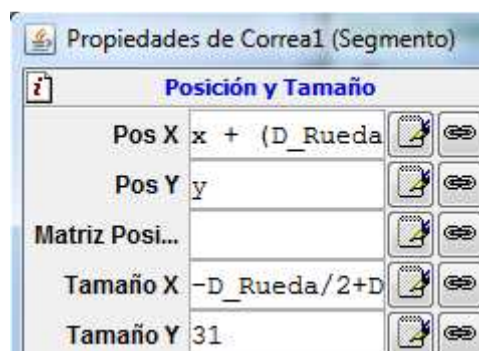 Propiedades de Correa1 (Segmento)
i Posición y Tamaño
Pos X x + (D_Rueda
Pos Y y
Matriz Posi...
Tamaño X -D_Rueda/2+D
Tamaño Y 31